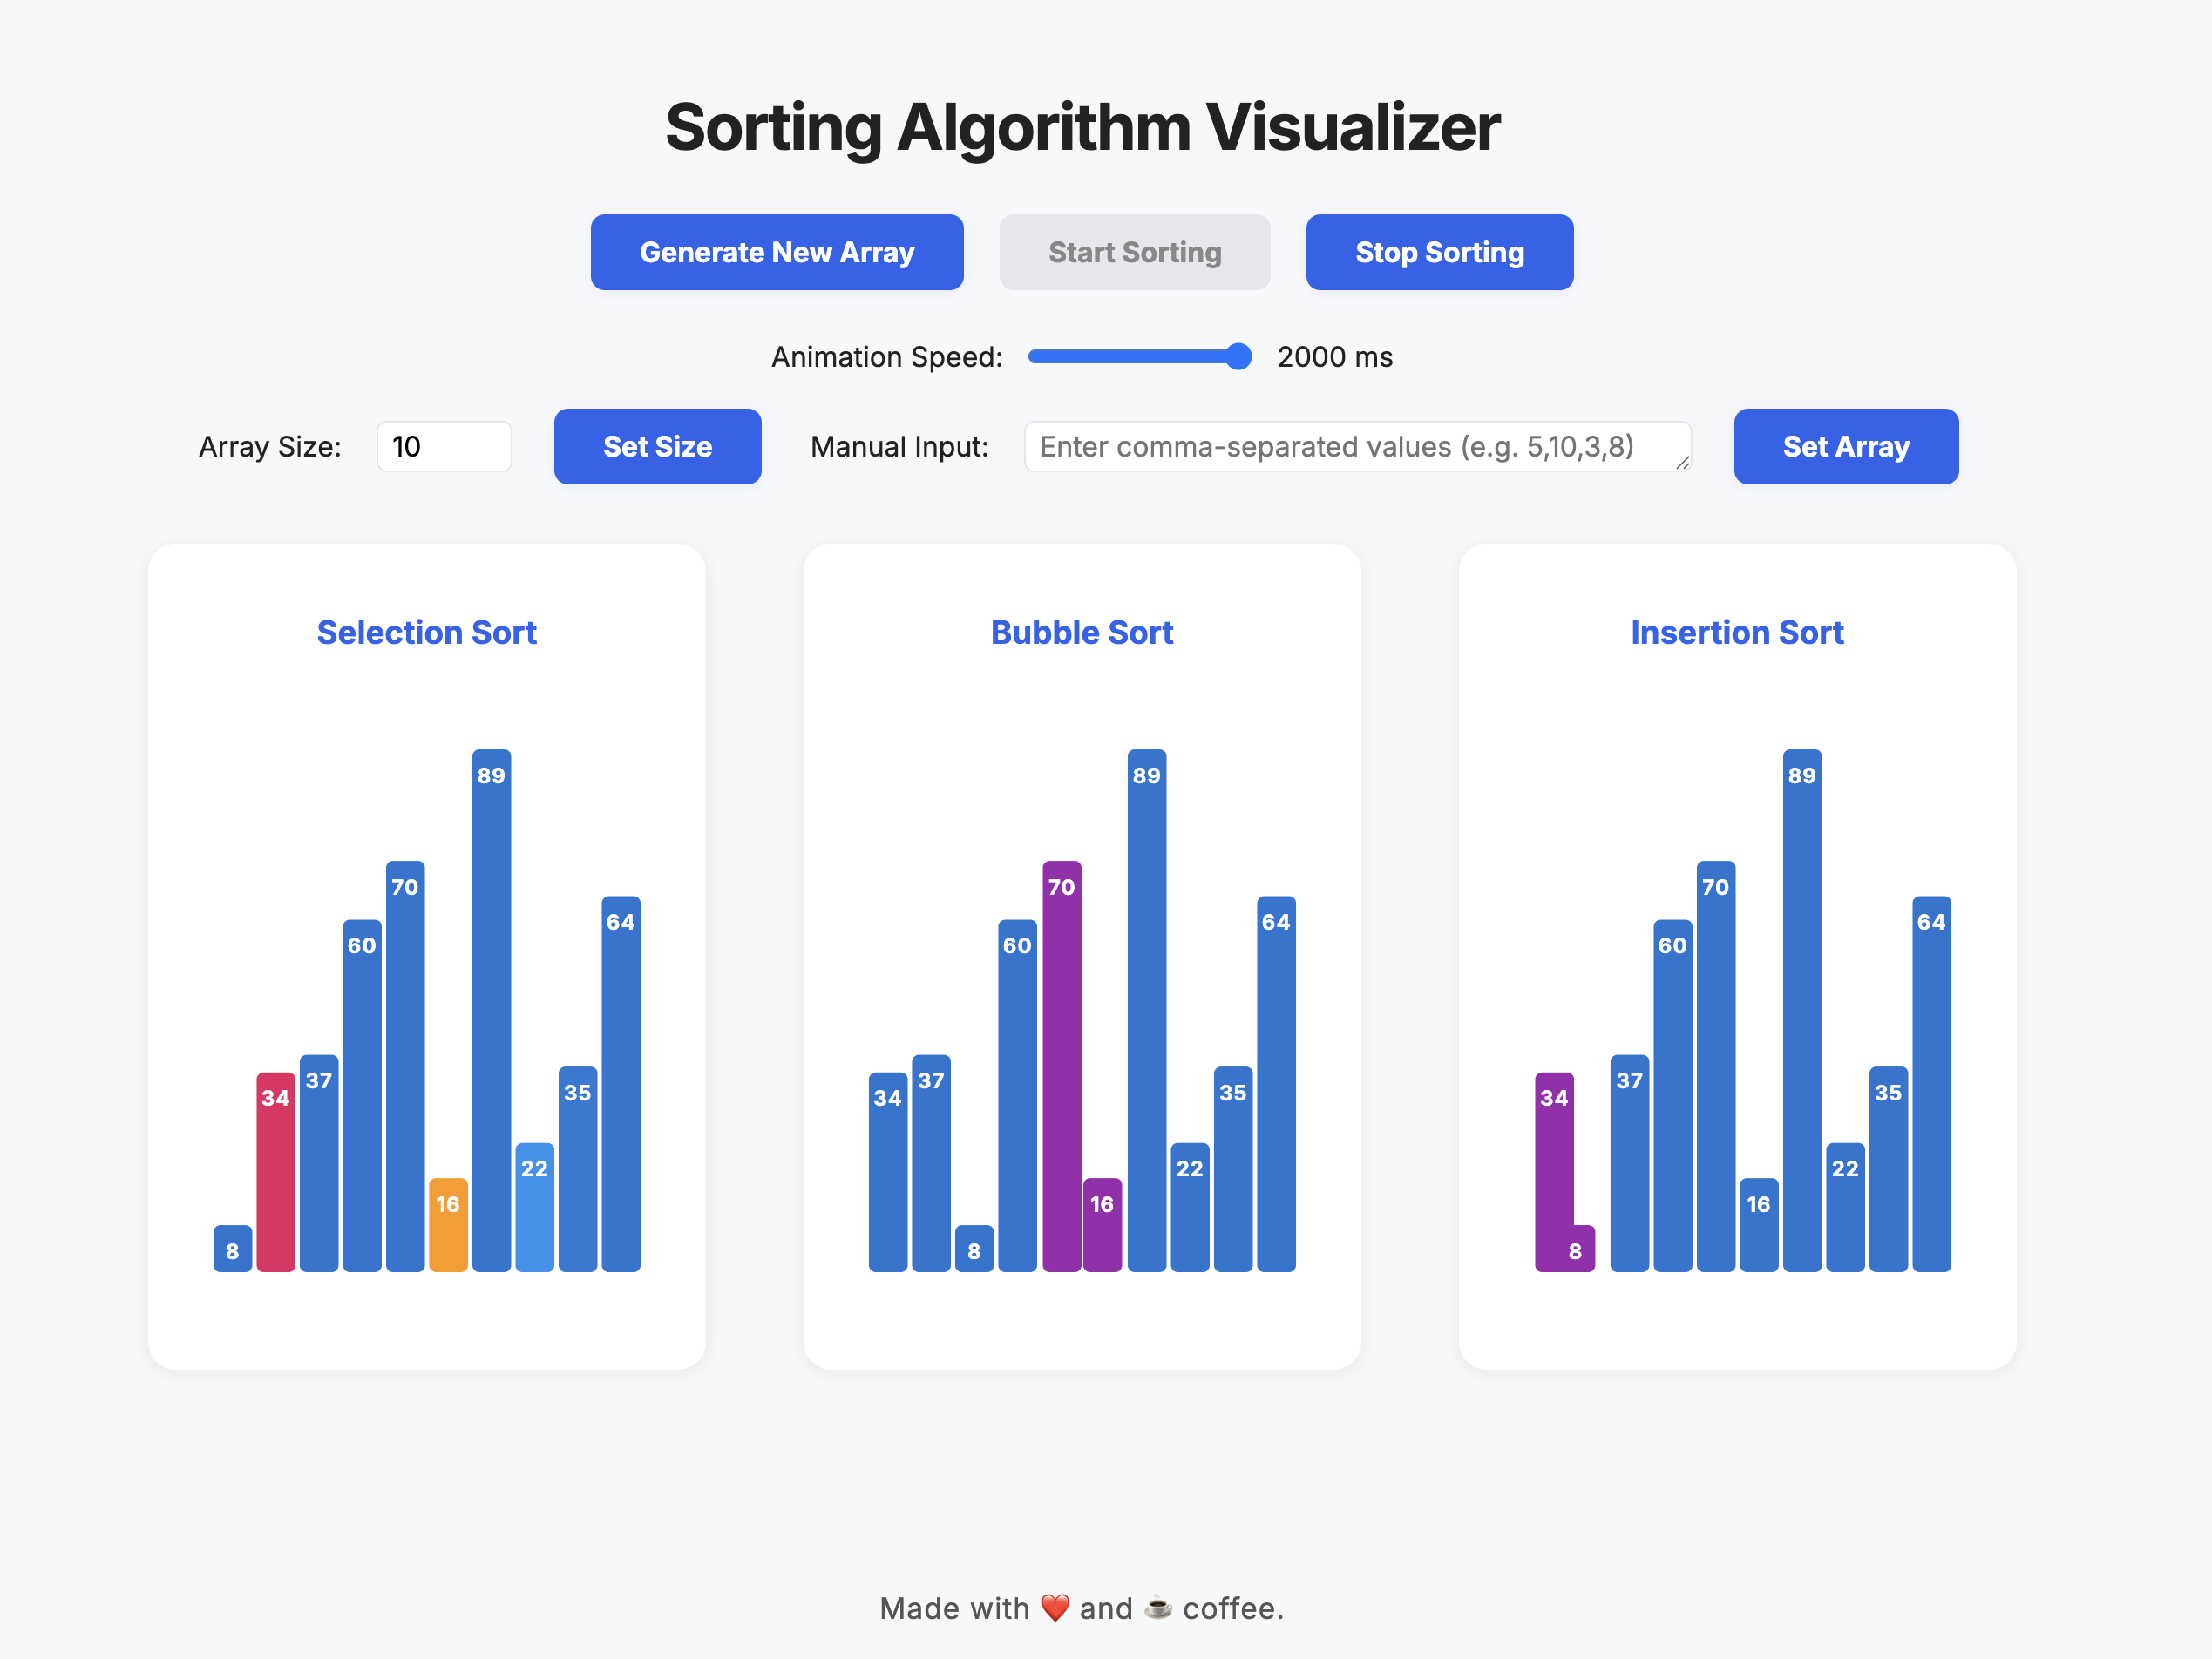 Sorting Algorithm Visualizer
Generate New Array Start Sorting Stop Sorting
Animation Speed: 2000 ms
Array Size: 10 Set Size Manual Input: Enter comma-separated values (e.g. 5,10,3,8) Set Array
Selection Sort
8 34 37 60 70 16 89 22 35 64
Bubble Sort
34 37 8 60 70 16 89 22 35 64
Insertion Sort
34 8 37 60 70 16 89 22 35 64
Made with ❤️ and ☕ coffee.